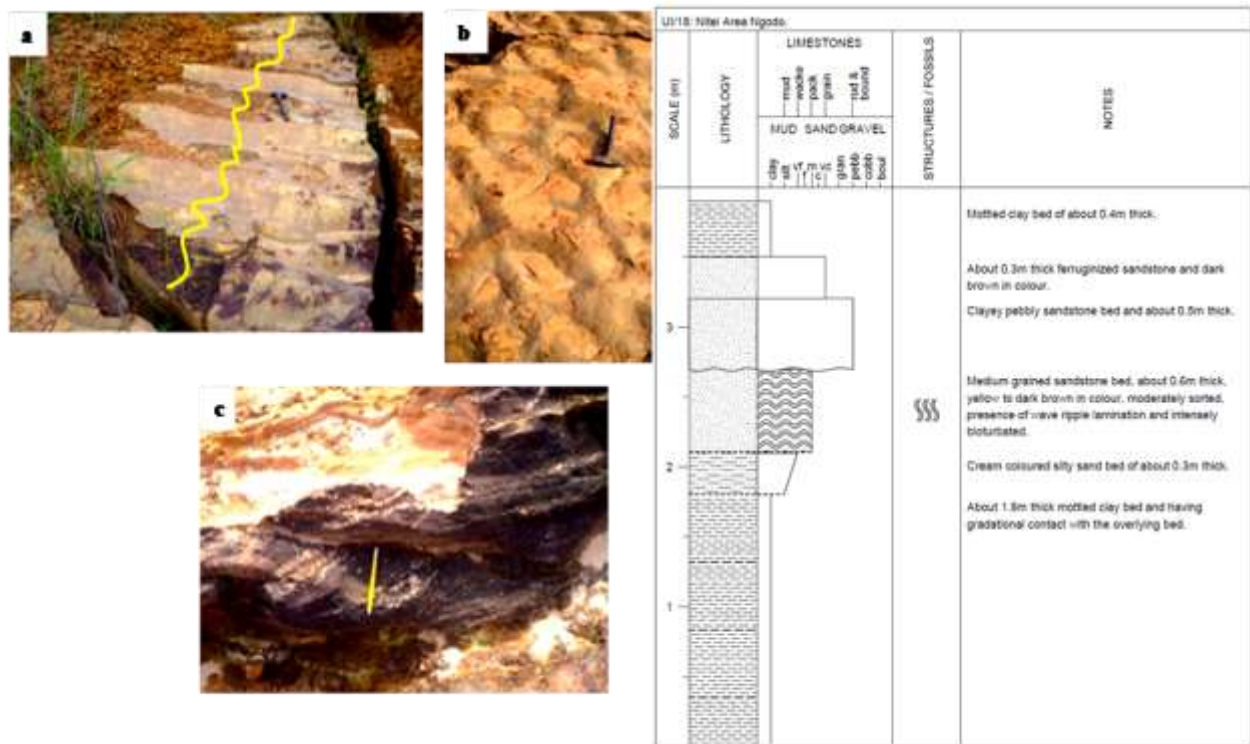 a
b
c
UI/18: Nitel Area Ngodo.
SCALE (m)
LITHOLOGY
LIMESTONES
mud
wacke
pack
grain
rud &
bound
MUD SAND GRAVEL
clay
silt
vf
f
m
c
vc
gran
pebb
cobb
boul
STRUCTURES / FOSSILS
NOTES
3
2
1
Mottled clay bed of about 0.4m thick.
About 0.3m thick ferruginized sandstone and dark
brown in colour.
Clayey pebbly sandstone bed and about 0.5m thick.
Medium grained sandstone bed, about 0.6m thick,
yellow to dark brown in colour, moderately sorted,
presence of wave ripple lamination and intensely
bioturbated.
Cream coloured silty sand bed of about 0.3m thick.
About 1.8m thick mottled clay bed and having
gradational contact with the overlying bed.